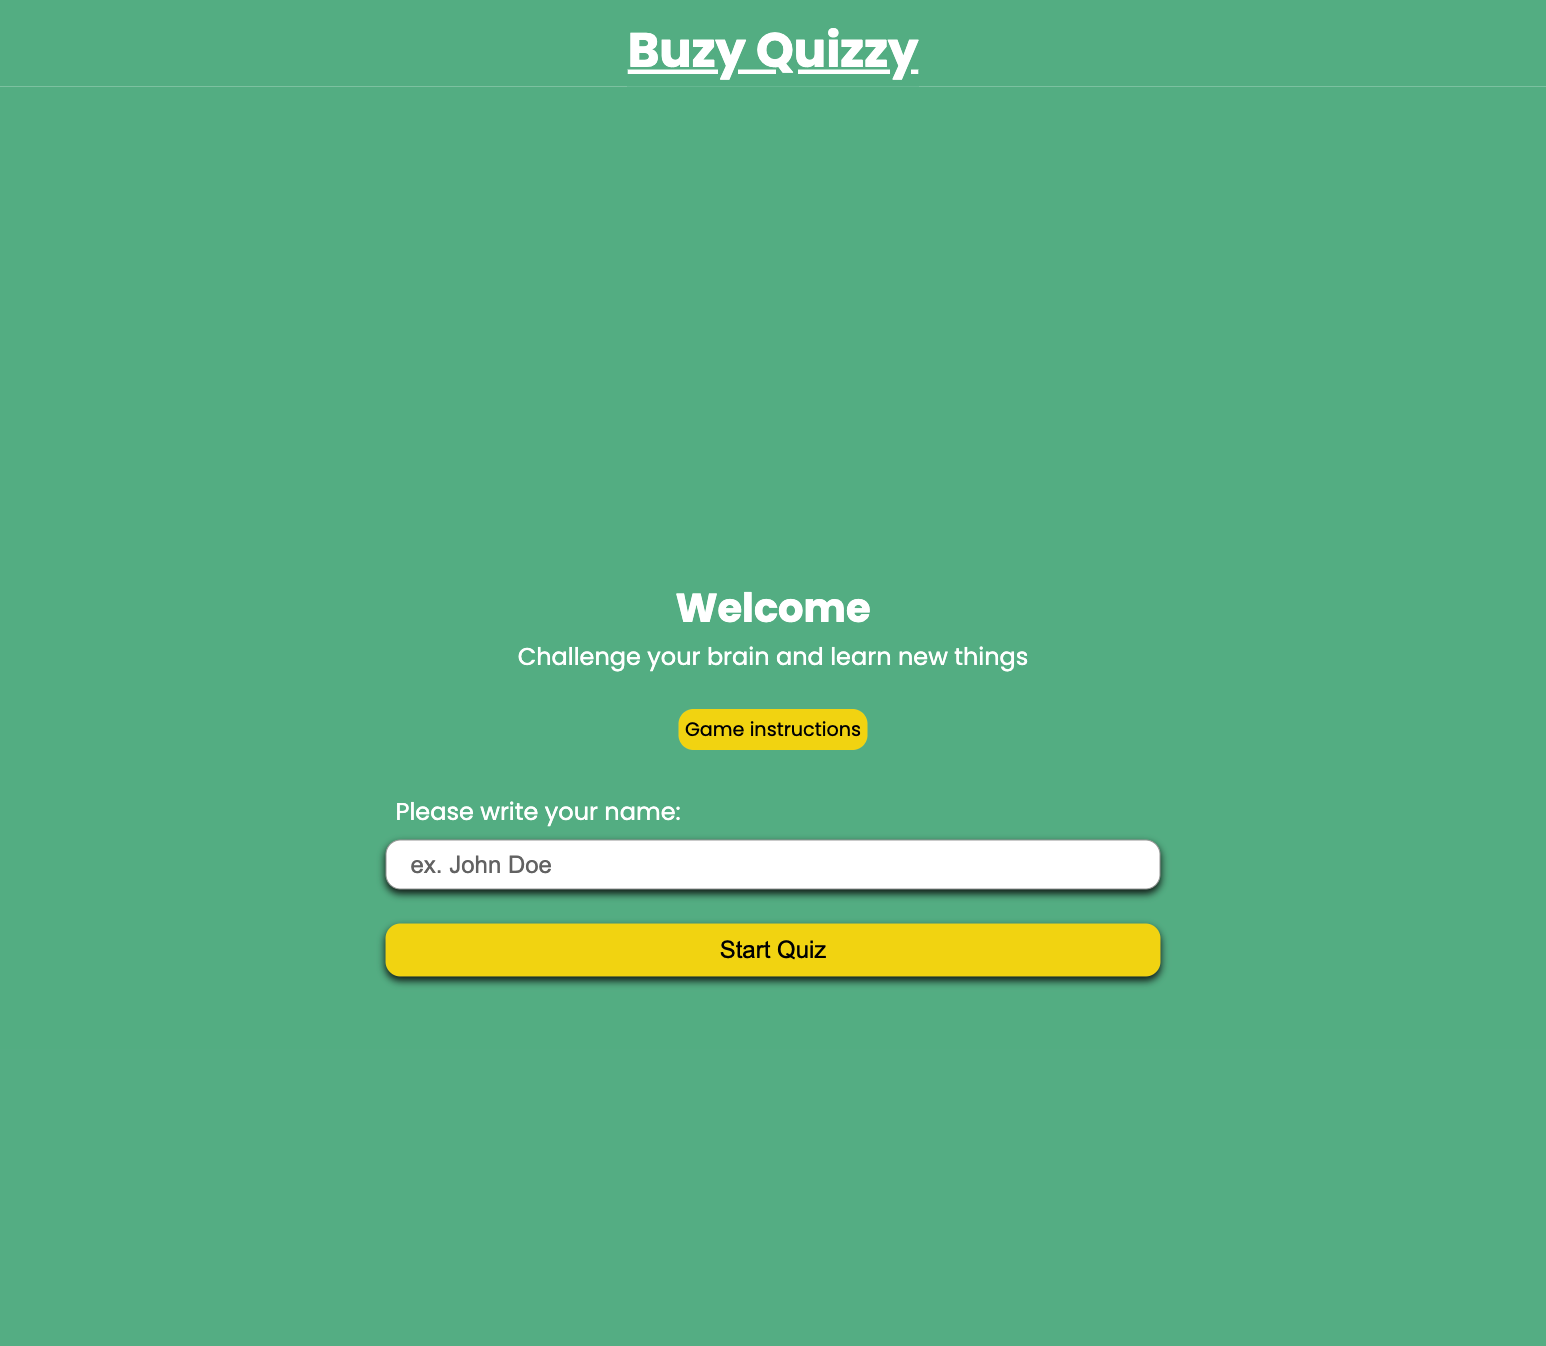 Buzy Quizzy
Welcome
Challenge your brain and learn new things
Game instructions
Please write your name:
ex. John Doe
Start Quiz